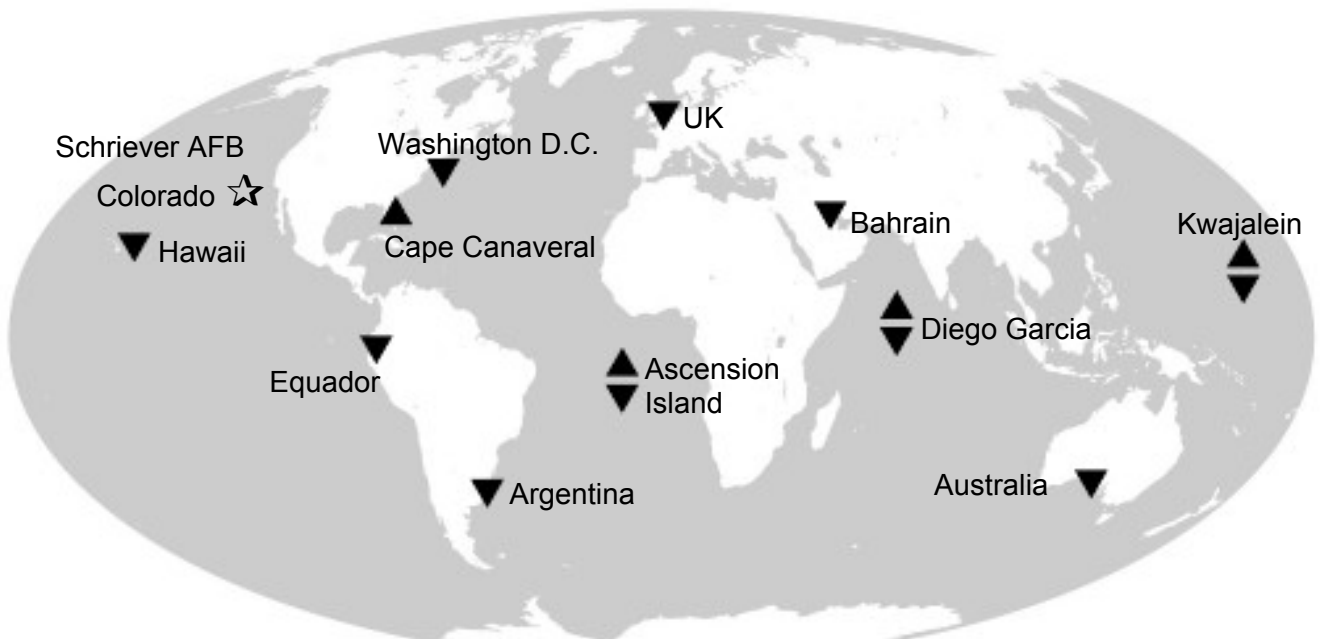 UK
Washington D.C.
Schriever AFB
Colorado
Hawaii
Cape Canaveral
Bahrain
Kwajalein
Diego Garcia
Equador
Ascension
Island
Argentina
Australia